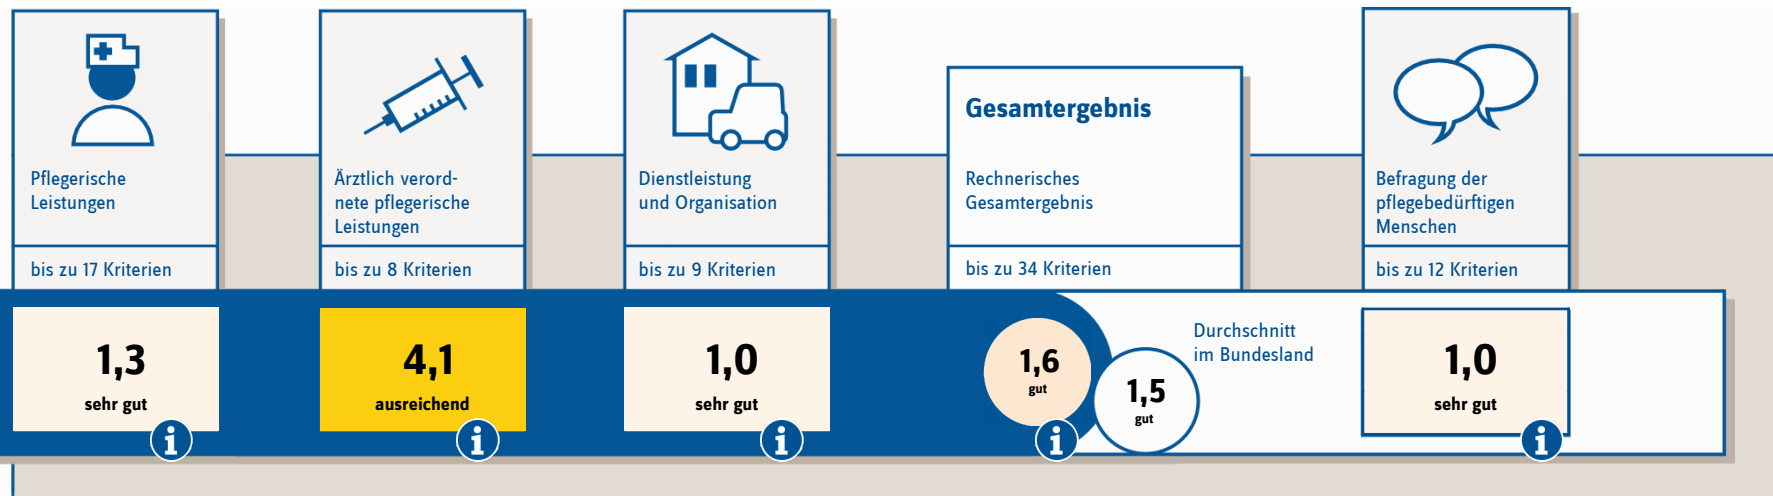 Pflegerische
Leistungen
bis zu 17 Kriterien
1,3
sehr gut
i
Ärztlich verord-
nete pflegerische
Leistungen
bis zu 8 Kriterien
4,1
ausreichend
i
Dienstleistung
und Organisation
bis zu 9 Kriterien
1,0
sehr gut
i
Gesamtergebnis
Rechnerisches
Gesamtergebnis
bis zu 34 Kriterien
1,6
gut
i
Durchschnitt
im Bundesland
1,5
gut
Befragung der
pflegebedürftigen
Menschen
bis zu 12 Kriterien
1,0
sehr gut
i